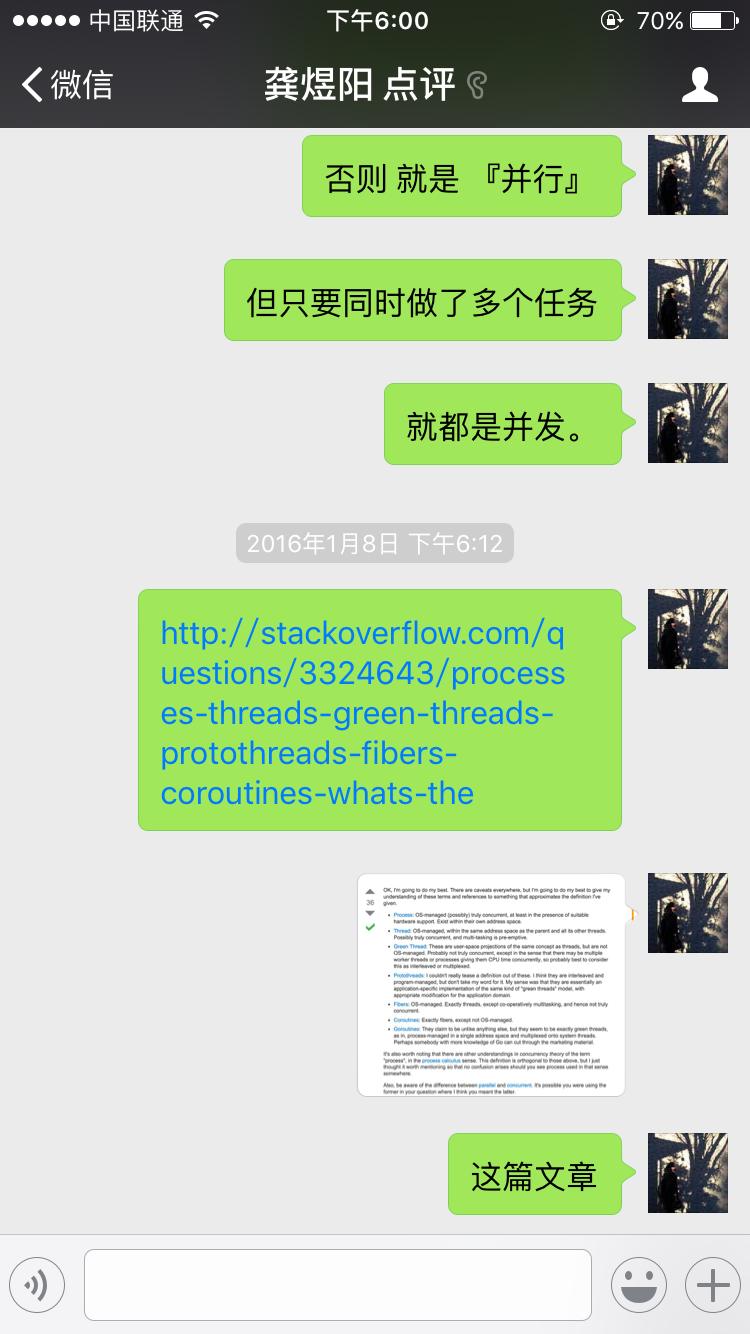 中国联通
下午6:00
70%
微信
龚煜阳 点评
否则 就是 『并行』
但只要同时做了多个任务
就都是并发。
2016年1月8日 下午6:12
http://stackoverflow.com/q
uestions/3324643/process
es-threads-green-threads-
protothreads-fibers-
coroutines-whats-the
OK, I'm going to do my best. There are caveats everywhere, but I'm going to do my best to give my
understanding of these terms and references to something that approximates the definition I've
given.
36
• Process: OS-managed (possibly) truly concurrent, at least in the presence of suitable
hardware support. Exist within their own address space.
• Thread: OS-managed, within the same address space as the parent and all its other threads.
Possibly truly concurrent, and multi-tasking is pre-emptive.
• Green Thread: These are user-space projections of the same concept as threads, but are not
OS-managed. Probably not truly concurrent, except in the sense that there may be multiple
worker threads or processes giving them CPU time concurrently, so probably best to consider
this as interleaved or multiplexed.
• Protothreads: I couldn't really tease a definition out of these. I think they are interleaved and
program-managed, but don't take my word for it. My sense was that they are essentially an
application-specific implementation of the same kind of "green threads" model, with
appropriate modification for the application domain.
• Fibers: OS-managed. Exactly threads, except co-operatively multitasking, and hence not truly
concurrent.
• Coroutines: Exactly fibers, except not OS-managed.
• Goroutines: They claim to be unlike anything else, but they seem to be exactly green threads,
as in, process-managed in a single address space and multiplexed onto system threads.
Perhaps somebody with more knowledge of Go can cut through the marketing material.
It's also worth noting that there are other understandings in concurrency theory of the term
"process", in the process calculus sense. This definition is orthogonal to those above, but I just
thought it worth mentioning so that no confusion arises should you see process used in that sense
somewhere.
Also, be aware of the difference between parallel and concurrent. It's possible you were using the
former in your question where I think you meant the latter.
这篇文章